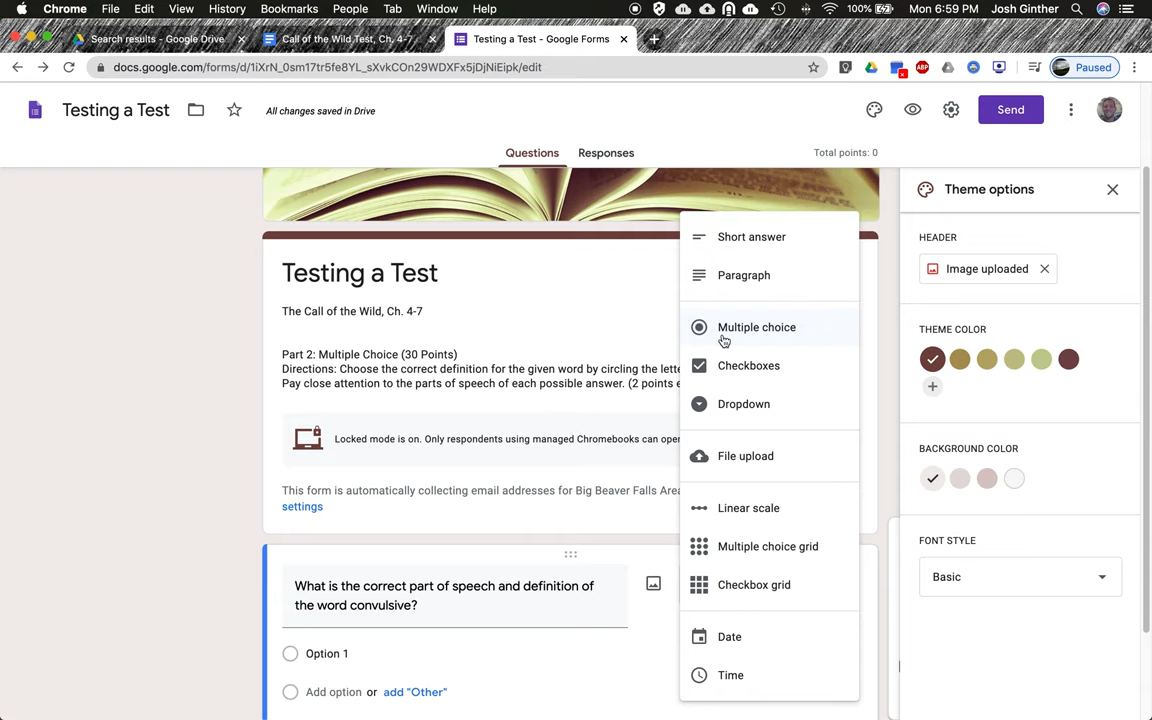 Chrome File Edit View History Bookmarks People Tab Window Help 100% Mon 6:59 PM Josh Ginther
Search results - Google Drive Call of the Wild Test, Ch. 4-7 Testing a Test - Google Forms
docs.google.com/forms/d/1iXrN_0sm17tr5fe8YL_sXvkCOn29WDXFx5jDjNiEipk/edit ABP Paused
Testing a Test All changes saved in Drive Send
Questions Responses Total points: 0
Theme options
HEADER
Image uploaded
THEME COLOR
BACKGROUND COLOR
FONT STYLE
Basic
Testing a Test
The Call of the Wild, Ch. 4-7
Part 2: Multiple Choice (30 Points)
Directions: Choose the correct definition for the given word by circling the lette
Pay close attention to the parts of speech of each possible answer. (2 points e
Locked mode is on. Only respondents using managed Chromebooks can open
This form is automatically collecting email addresses for Big Beaver Falls Area
settings
What is the correct part of speech and definition of
the word convulsive?
Option 1
Add option or add "Other"
Short answer
Paragraph
Multiple choice
Checkboxes
Dropdown
File upload
Linear scale
Multiple choice grid
Checkbox grid
Date
Time